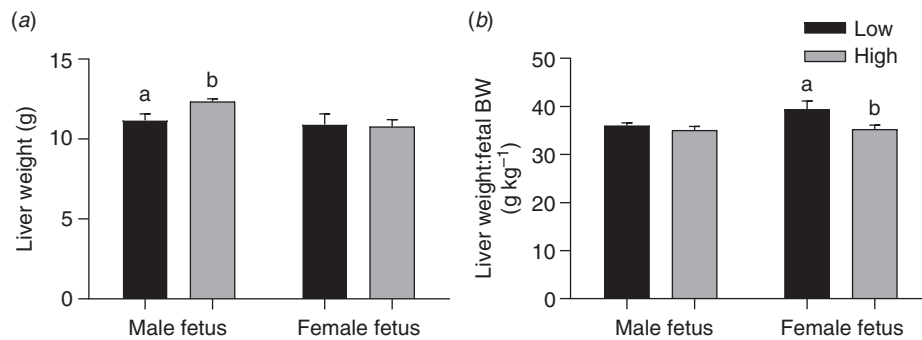 (a)
15
10
5
0
Liver weight (g)
a
b
Male fetus
Female fetus
(b)
Low
High
50
40
30
20
10
0
Liver weight:fetal BW
(g kg⁻¹)
a
b
Male fetus
Female fetus